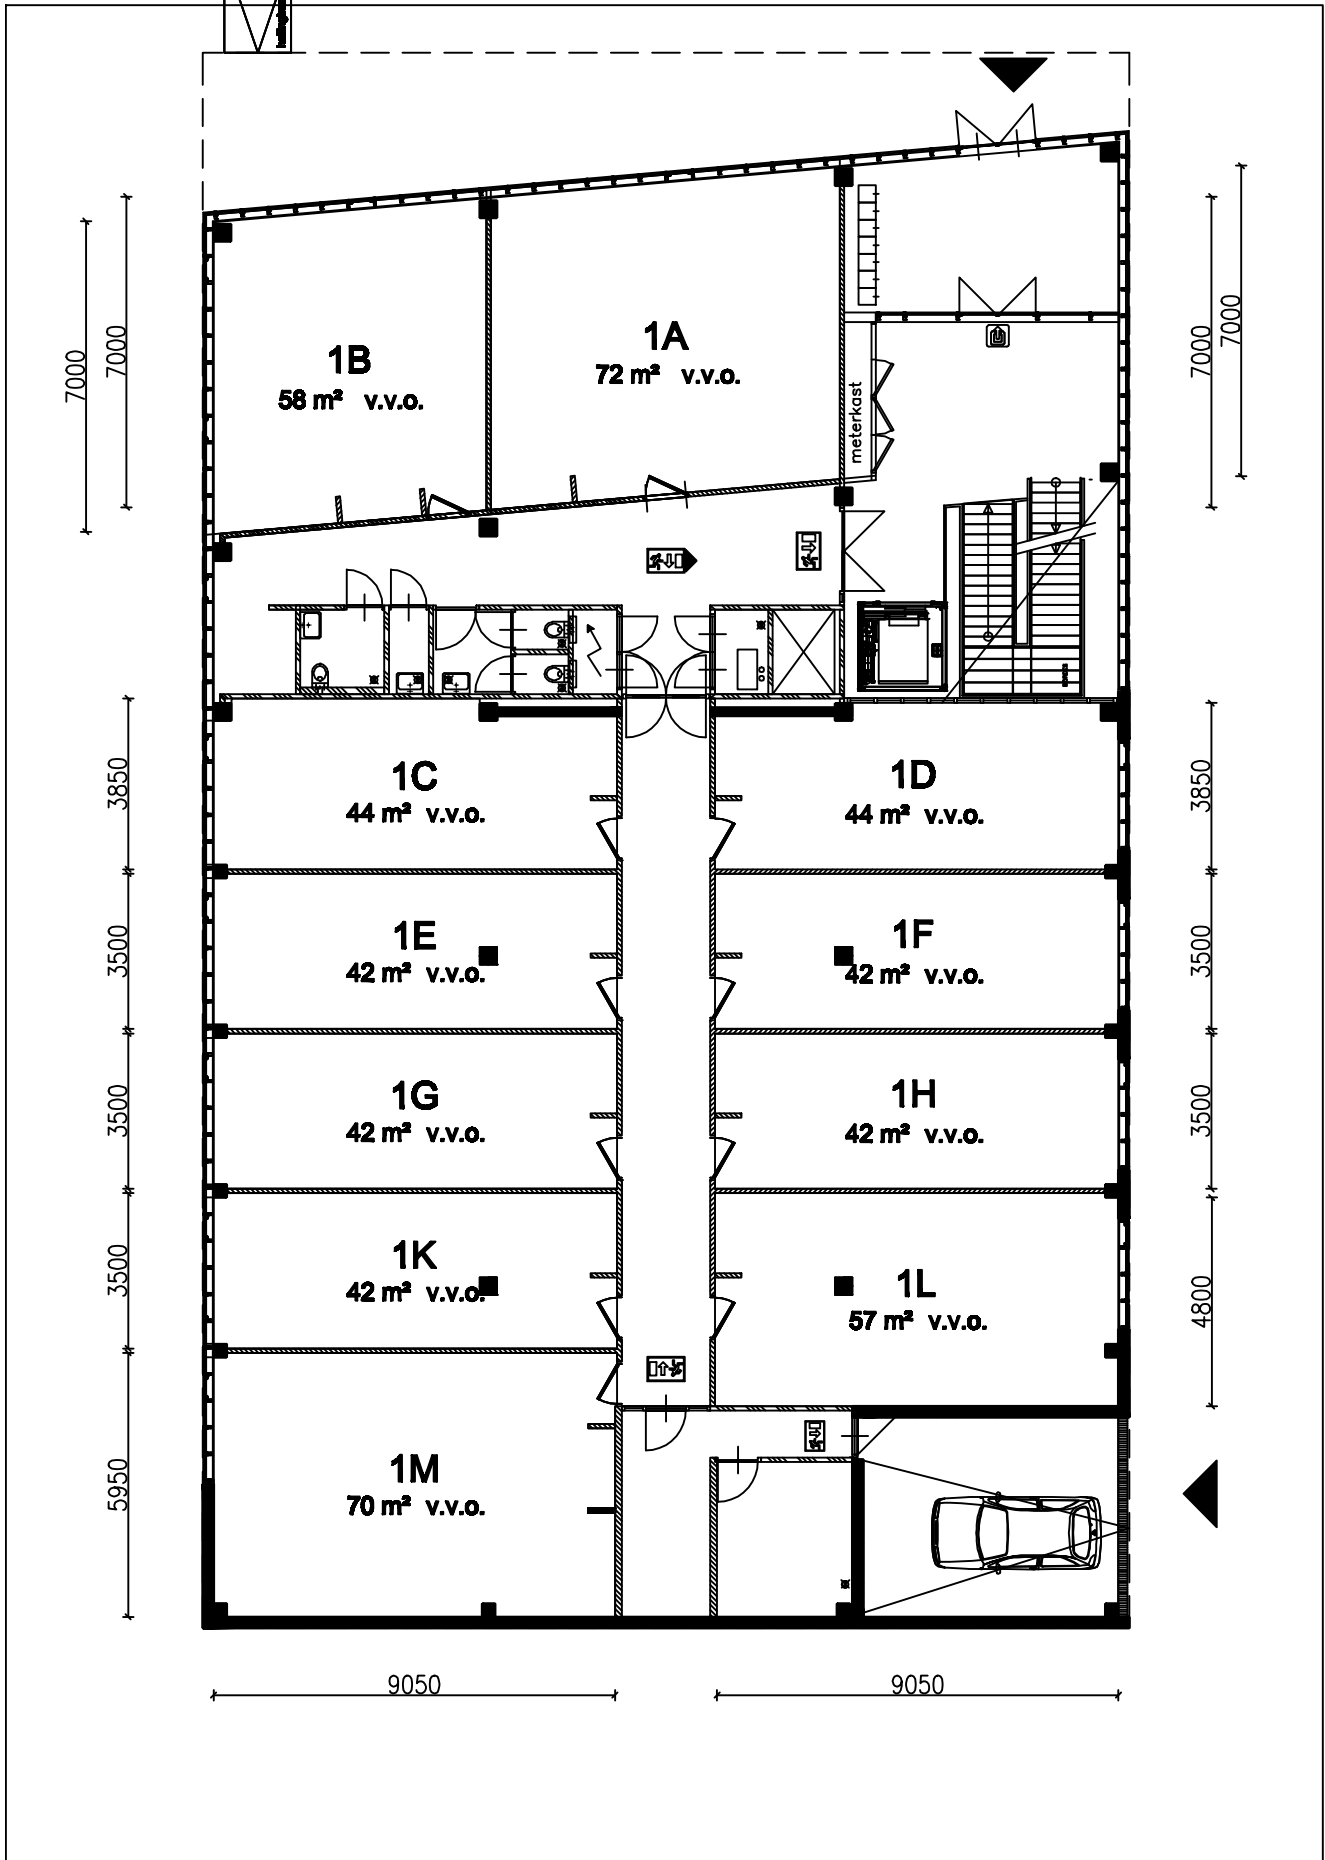 1B
58 m² v.v.o.
1A
72 m² v.v.o.
7000
7000
7000
7000
meterkast
1C
44 m² v.v.o.
1D
44 m² v.v.o.
3850
3850
1E
42 m² v.v.o.
1F
42 m² v.v.o.
3500
3500
1G
42 m² v.v.o.
1H
42 m² v.v.o.
3500
3500
1K
42 m² v.v.o.
1L
57 m² v.v.o.
3500
4800
1M
70 m² v.v.o.
5950
9050
9050